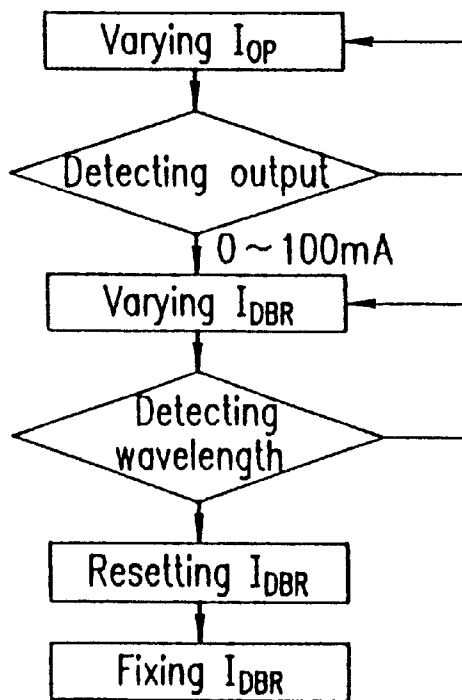 Varying I_OP
Detecting output
0 ~ 100mA
Varying I_DBR
Detecting
wavelength
Resetting I_DBR
Fixing I_DBR